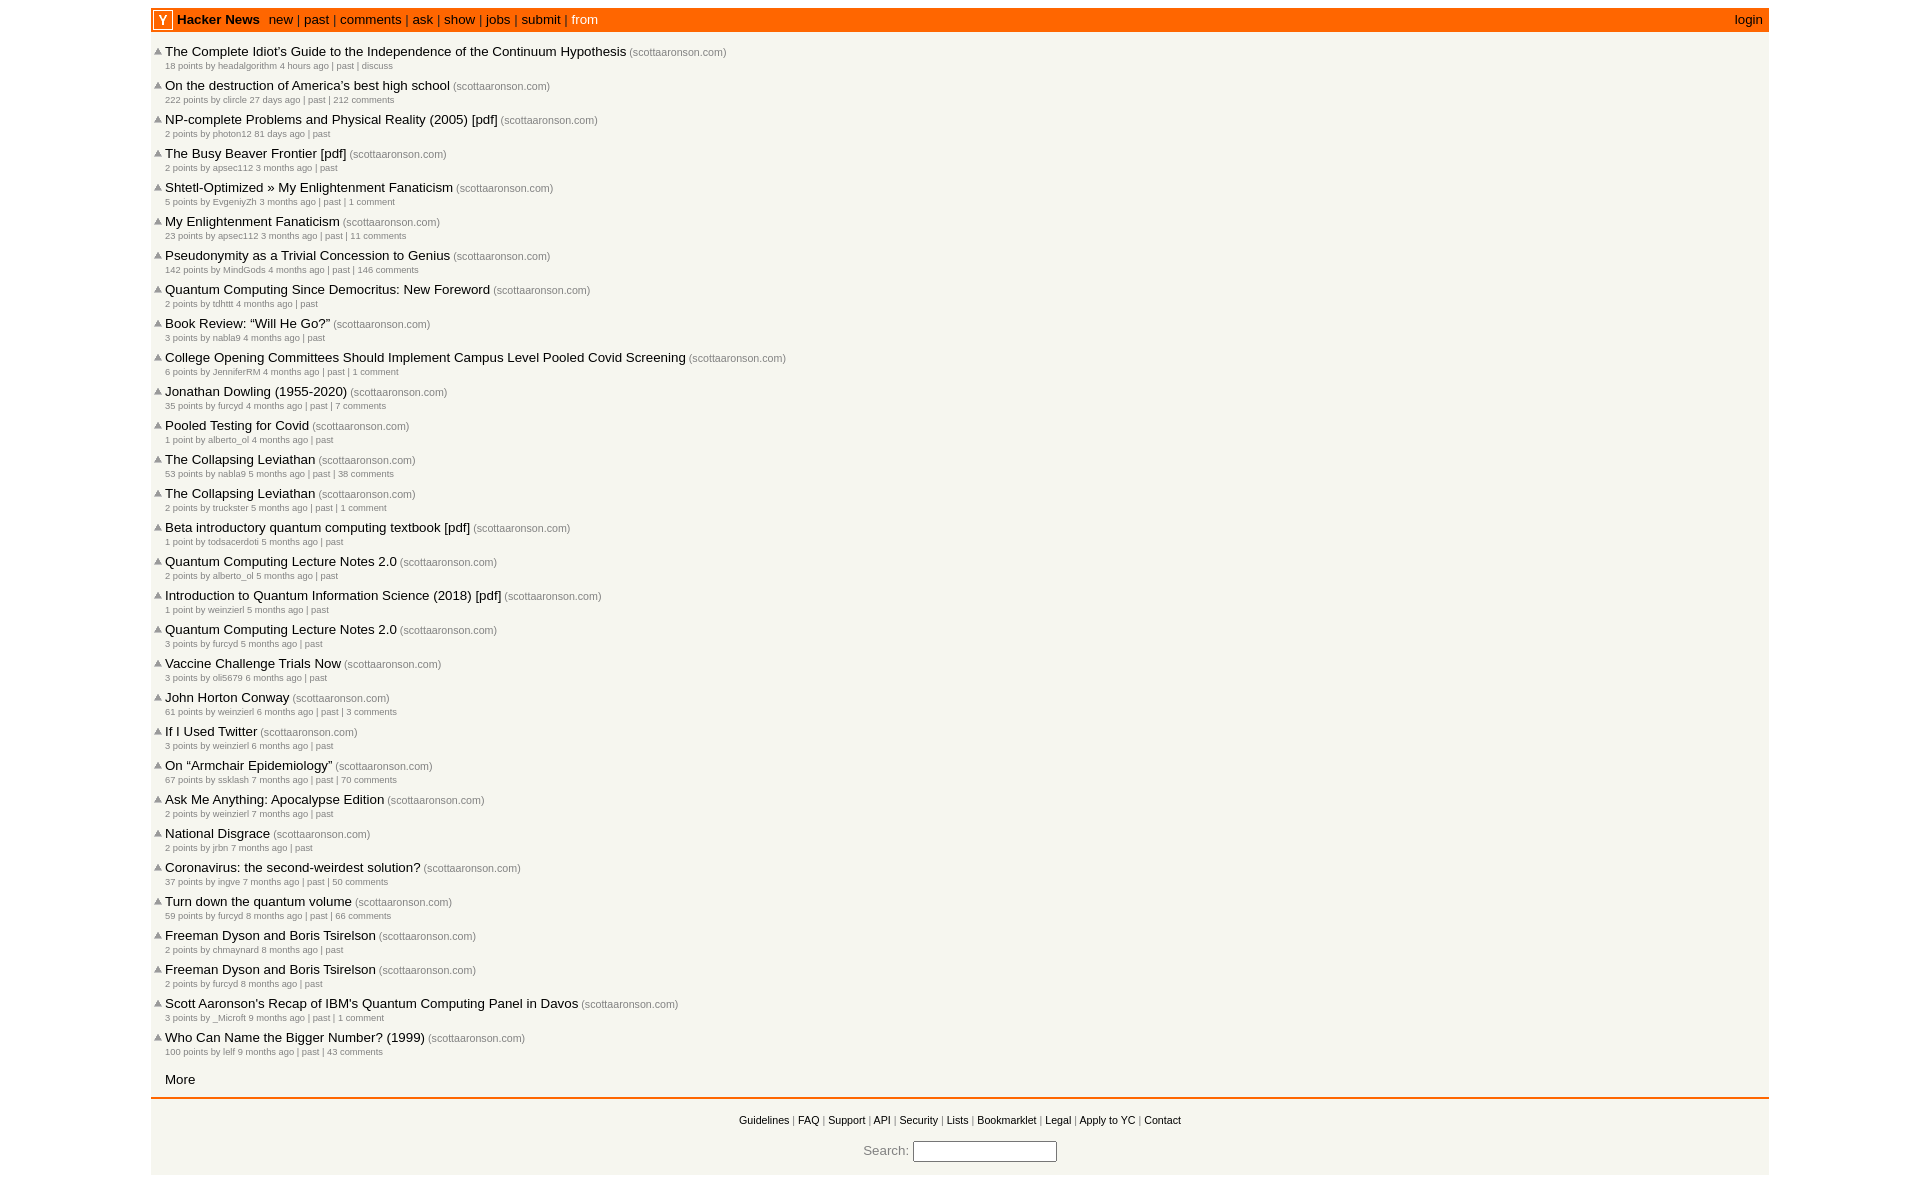 Y Hacker News new | past | comments | ask | show | jobs | submit | from login
The Complete Idiot’s Guide to the Independence of the Continuum Hypothesis (scottaaronson.com)
18 points by headalgorithm 4 hours ago | past | discuss
On the destruction of America’s best high school (scottaaronson.com)
222 points by clircle 27 days ago | past | 212 comments
NP-complete Problems and Physical Reality (2005) [pdf] (scottaaronson.com)
2 points by photon12 81 days ago | past
The Busy Beaver Frontier [pdf] (scottaaronson.com)
2 points by apsec112 3 months ago | past
Shtetl-Optimized » My Enlightenment Fanaticism (scottaaronson.com)
5 points by EvgeniyZh 3 months ago | past | 1 comment
My Enlightenment Fanaticism (scottaaronson.com)
23 points by apsec112 3 months ago | past | 11 comments
Pseudonymity as a Trivial Concession to Genius (scottaaronson.com)
142 points by MindGods 4 months ago | past | 146 comments
Quantum Computing Since Democritus: New Foreword (scottaaronson.com)
2 points by tdhttt 4 months ago | past
Book Review: “Will He Go?” (scottaaronson.com)
3 points by nabla9 4 months ago | past
College Opening Committees Should Implement Campus Level Pooled Covid Screening (scottaaronson.com)
6 points by JenniferRM 4 months ago | past | 1 comment
Jonathan Dowling (1955-2020) (scottaaronson.com)
35 points by furcyd 4 months ago | past | 7 comments
Pooled Testing for Covid (scottaaronson.com)
1 point by alberto_ol 4 months ago | past
The Collapsing Leviathan (scottaaronson.com)
53 points by nabla9 5 months ago | past | 38 comments
The Collapsing Leviathan (scottaaronson.com)
2 points by truckster 5 months ago | past | 1 comment
Beta introductory quantum computing textbook [pdf] (scottaaronson.com)
1 point by todsacerdoti 5 months ago | past
Quantum Computing Lecture Notes 2.0 (scottaaronson.com)
2 points by alberto_ol 5 months ago | past
Introduction to Quantum Information Science (2018) [pdf] (scottaaronson.com)
1 point by weinzierl 5 months ago | past
Quantum Computing Lecture Notes 2.0 (scottaaronson.com)
3 points by furcyd 5 months ago | past
Vaccine Challenge Trials Now (scottaaronson.com)
3 points by oli5679 6 months ago | past
John Horton Conway (scottaaronson.com)
61 points by weinzierl 6 months ago | past | 3 comments
If I Used Twitter (scottaaronson.com)
3 points by weinzierl 6 months ago | past
On “Armchair Epidemiology” (scottaaronson.com)
67 points by ssklash 7 months ago | past | 70 comments
Ask Me Anything: Apocalypse Edition (scottaaronson.com)
2 points by weinzierl 7 months ago | past
National Disgrace (scottaaronson.com)
2 points by jrbn 7 months ago | past
Coronavirus: the second-weirdest solution? (scottaaronson.com)
37 points by ingve 7 months ago | past | 50 comments
Turn down the quantum volume (scottaaronson.com)
59 points by furcyd 8 months ago | past | 66 comments
Freeman Dyson and Boris Tsirelson (scottaaronson.com)
2 points by chmaynard 8 months ago | past
Freeman Dyson and Boris Tsirelson (scottaaronson.com)
2 points by furcyd 8 months ago | past
Scott Aaronson's Recap of IBM's Quantum Computing Panel in Davos (scottaaronson.com)
3 points by _Microft 9 months ago | past | 1 comment
Who Can Name the Bigger Number? (1999) (scottaaronson.com)
100 points by lelf 9 months ago | past | 43 comments
More
Guidelines | FAQ | Support | API | Security | Lists | Bookmarklet | Legal | Apply to YC | Contact
Search: